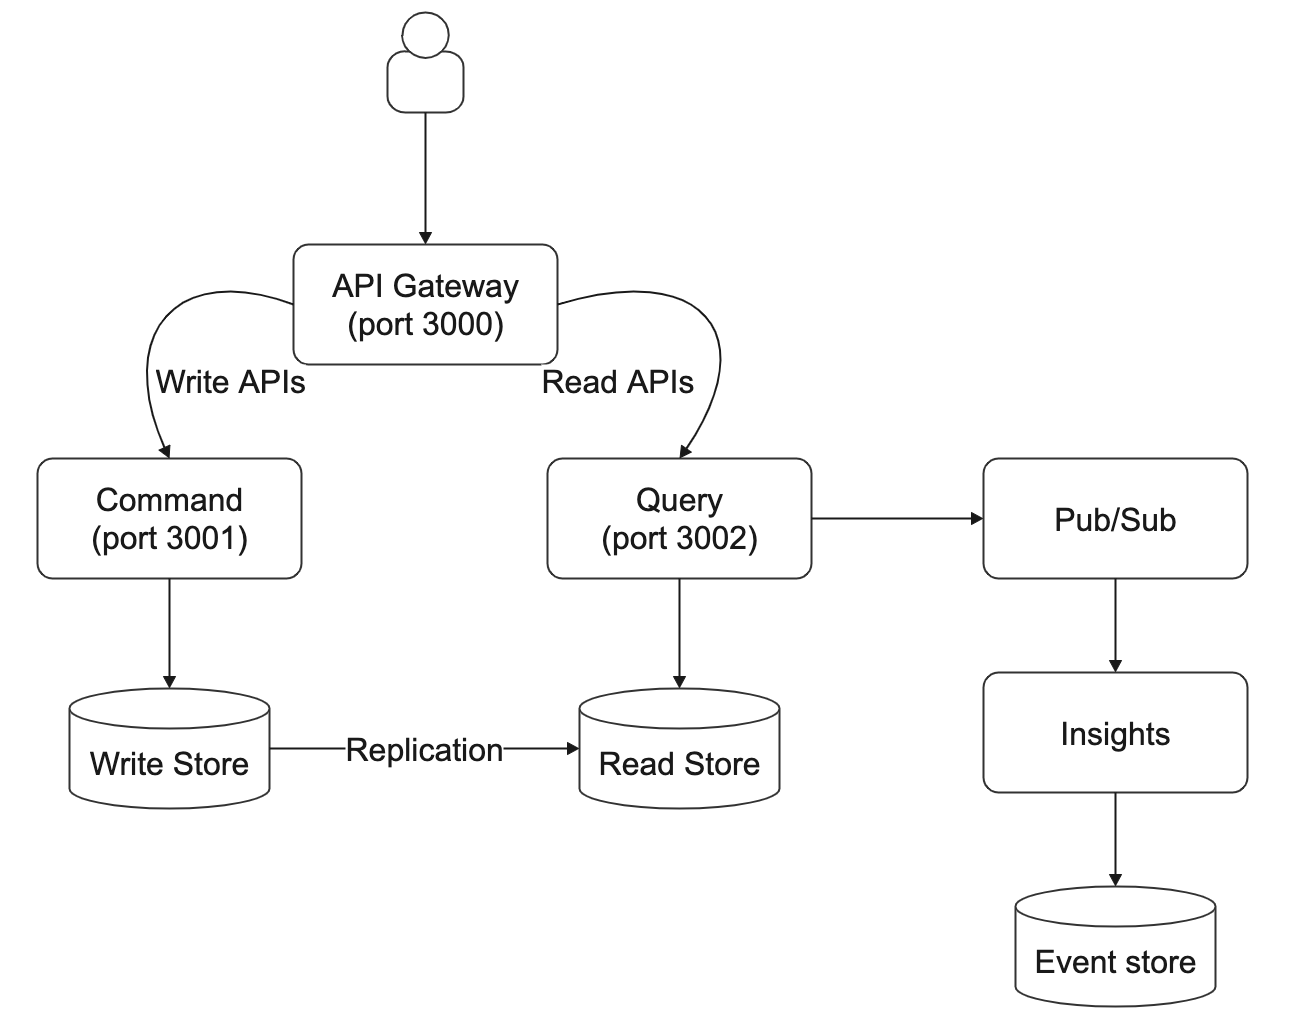 API Gateway
(port 3000)
Write APIs
Read APIs
Command
(port 3001)
Query
(port 3002)
Pub/Sub
Write Store
Replication
Read Store
Insights
Event store